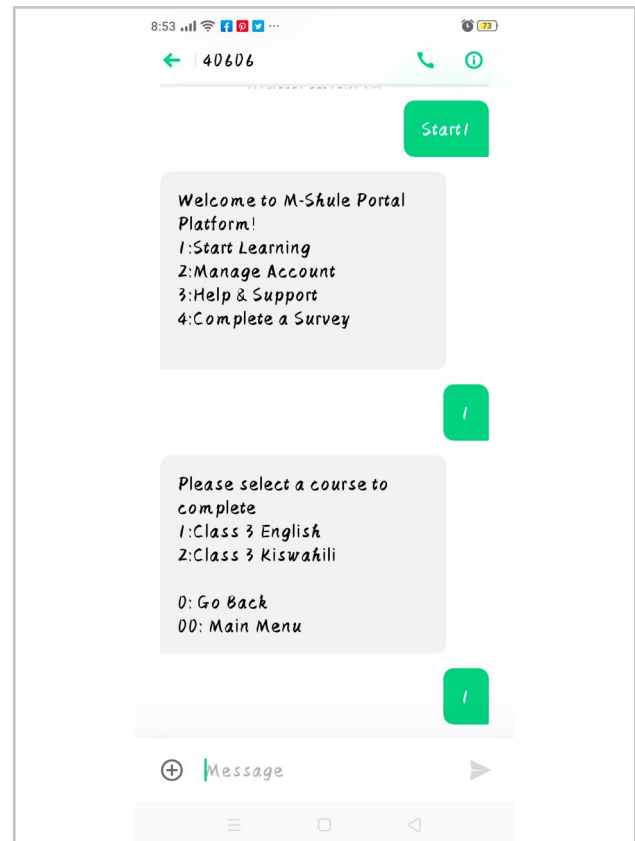 8:53
73
40606
Start1
Welcome to M-Shule Portal
Platform!
1:Start Learning
2:Manage Account
3:Help & Support
4:Complete a Survey
1
Please select a course to
complete
1:Class 3 English
2:Class 3 Kiswahili
0: Go Back
00: Main Menu
1
Message